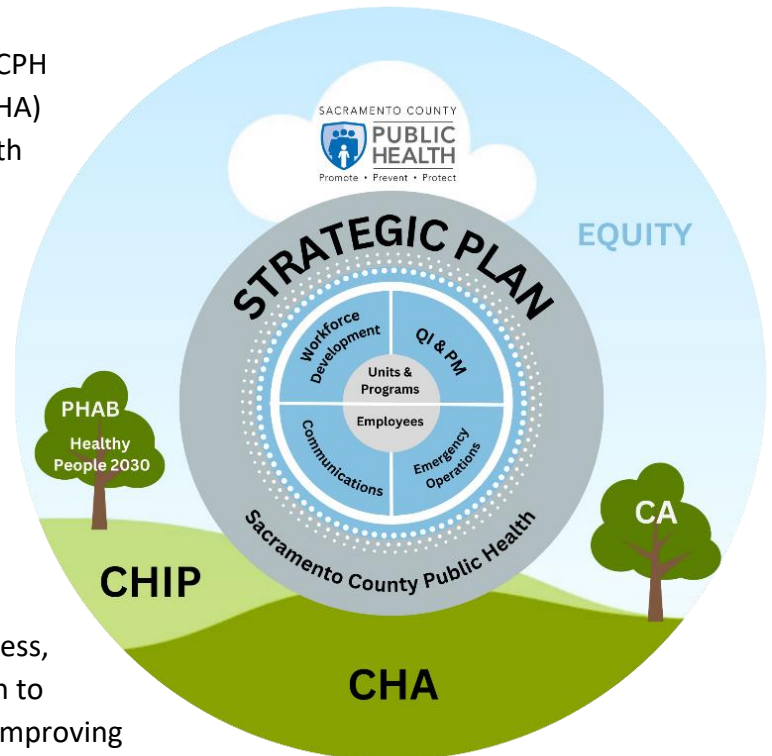 CPH
HA)
th
SACRAMENTO COUNTY
PUBLIC
HEALTH
Promote • Prevent • Protect
EQUITY
STRATEGIC PLAN
Workforce
Development
QI & PM
Units &
Programs
Employees
Communications
Emergency
Operations
Sacramento County Public Health
PHAB
Healthy
People 2030
CA
CHIP
CHA
ess,
n to
improving